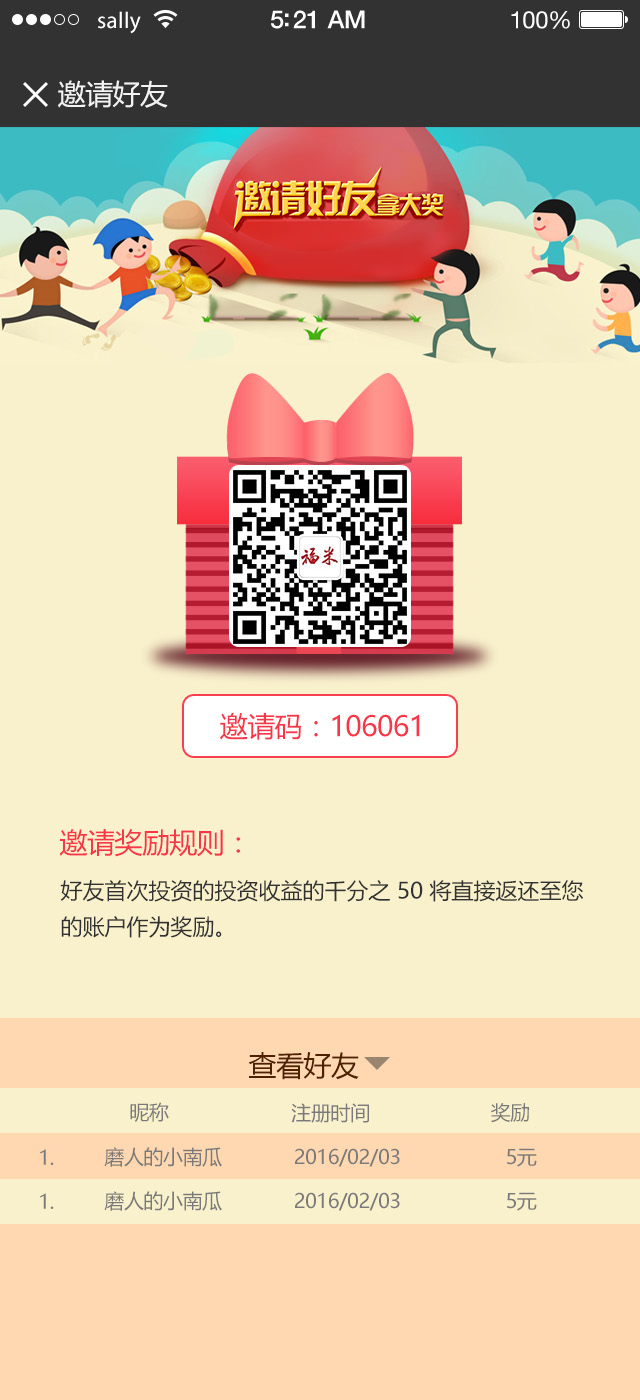 sally 5:21 AM 100%
邀请好友
邀请好友拿大奖
福米
邀请码：106061
邀请奖励规则：
好友首次投资的投资收益的千分之 50 将直接返还至您
的账户作为奖励。
查看好友
昵称 注册时间 奖励
1. 磨人的小南瓜 2016/02/03 5元
1. 磨人的小南瓜 2016/02/03 5元